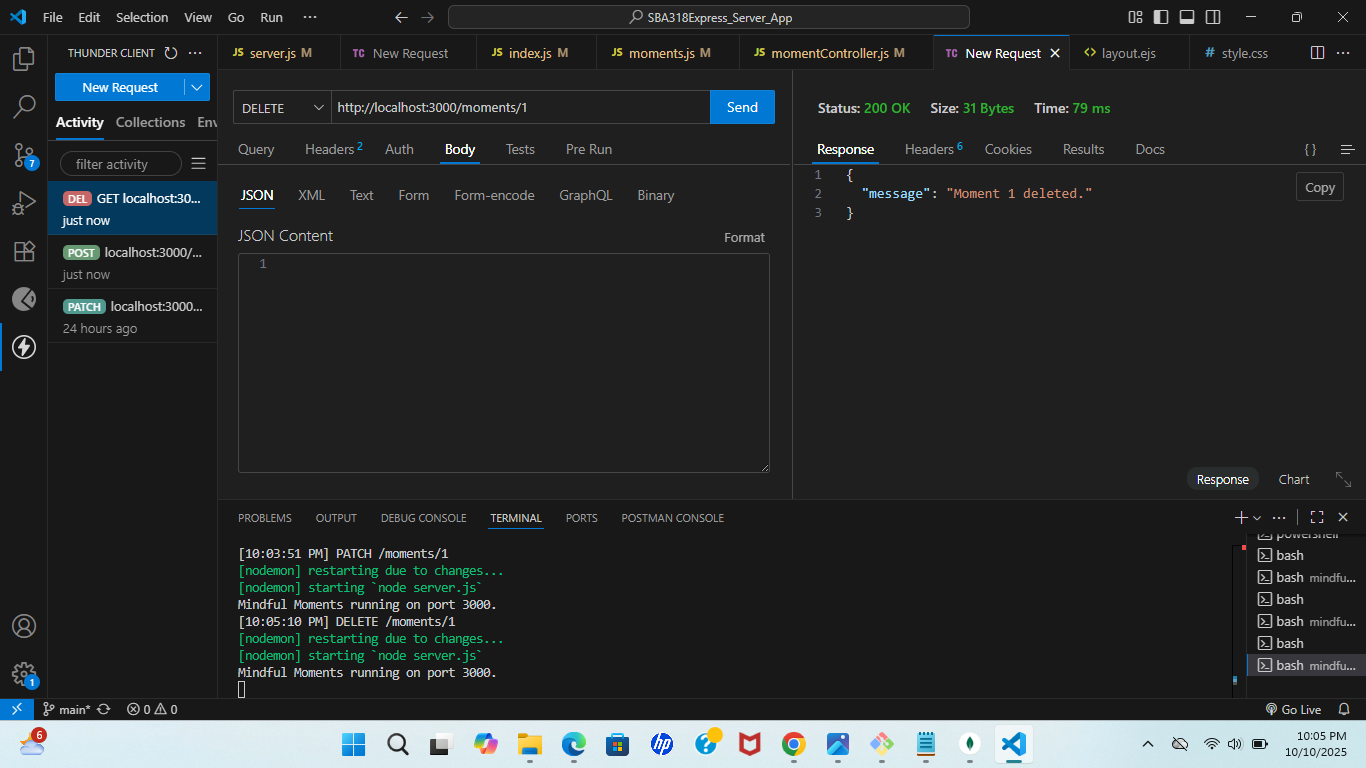 File Edit Selection View Go Run ··· SBA318Express_Server_App
THUNDER CLIENT ···
server.js M
New Request
index.js M
moments.js M
momentController.js M
New Request
layout.ejs
style.css
New Request
Activity Collections Env
filter activity
DEL GET localhost:30...
just now
POST localhost:3000/...
just now
PATCH localhost:3000...
24 hours ago
DELETE http://localhost:3000/moments/1 Send
Query Headers 2 Auth Body Tests Pre Run
JSON XML Text Form Form-encode GraphQL Binary
JSON Content Format
1
Status: 200 OK Size: 31 Bytes Time: 79 ms
Response Headers 6 Cookies Results Docs { }
1 {
2 "message": "Moment 1 deleted."
3 }
Copy
Response Chart
PROBLEMS OUTPUT DEBUG CONSOLE TERMINAL PORTS POSTMAN CONSOLE
[10:03:51 PM] PATCH /moments/1
[nodemon] restarting due to changes...
[nodemon] starting `node server.js`
Mindful Moments running on port 3000.
[10:05:10 PM] DELETE /moments/1
[nodemon] restarting due to changes...
[nodemon] starting `node server.js`
Mindful Moments running on port 3000.
powershell
bash
bash mindfu...
bash
bash mindfu...
bash
bash mindfu...
7
1
main* 0 0 Go Live
6
hp
10:05 PM
10/10/2025